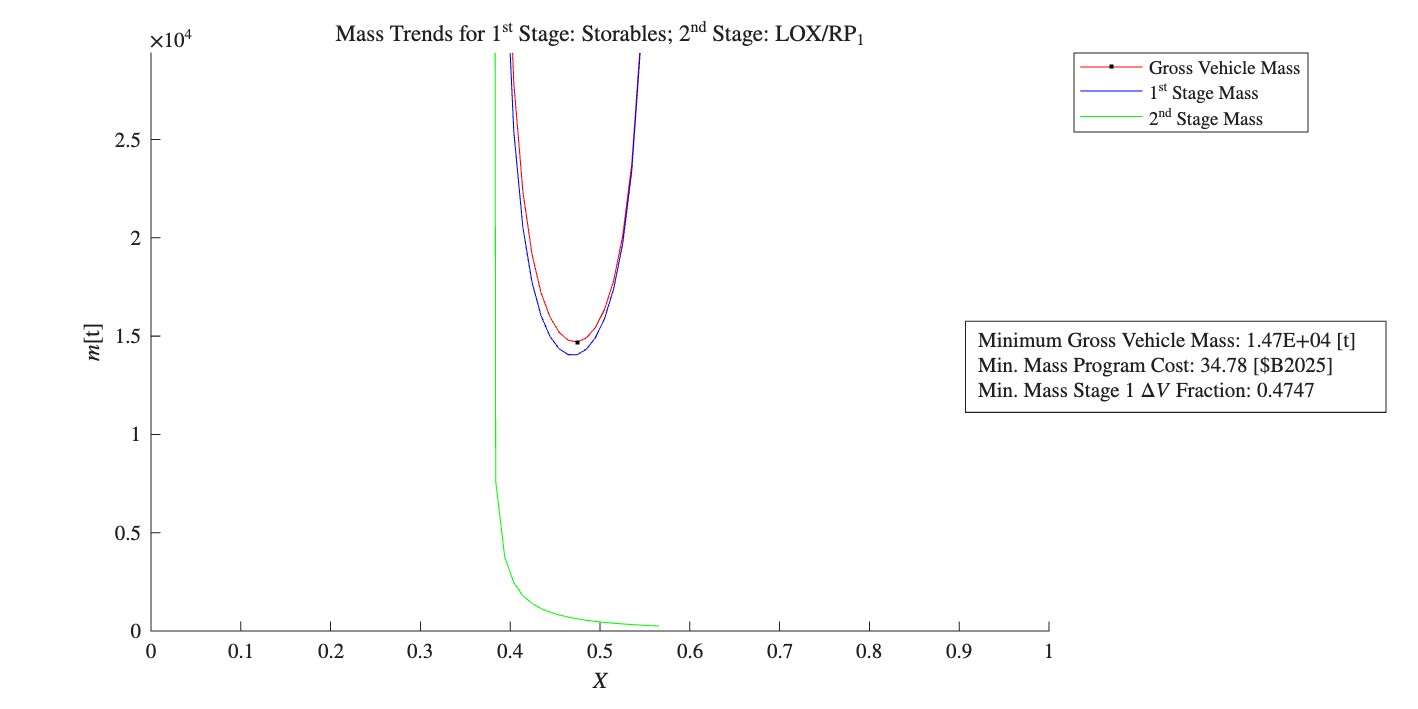 Mass Trends for 1st Stage: Storables; 2nd Stage: LOX/RP1
×10⁴
Gross Vehicle Mass
1st Stage Mass
2nd Stage Mass
2.5
2
1.5
1
0.5
0
m[t]
Minimum Gross Vehicle Mass: 1.47E+04 [t]
Min. Mass Program Cost: 34.78 [$B2025]
Min. Mass Stage 1 ΔV Fraction: 0.4747
0 0.1 0.2 0.3 0.4 0.5 0.6 0.7 0.8 0.9 1
X